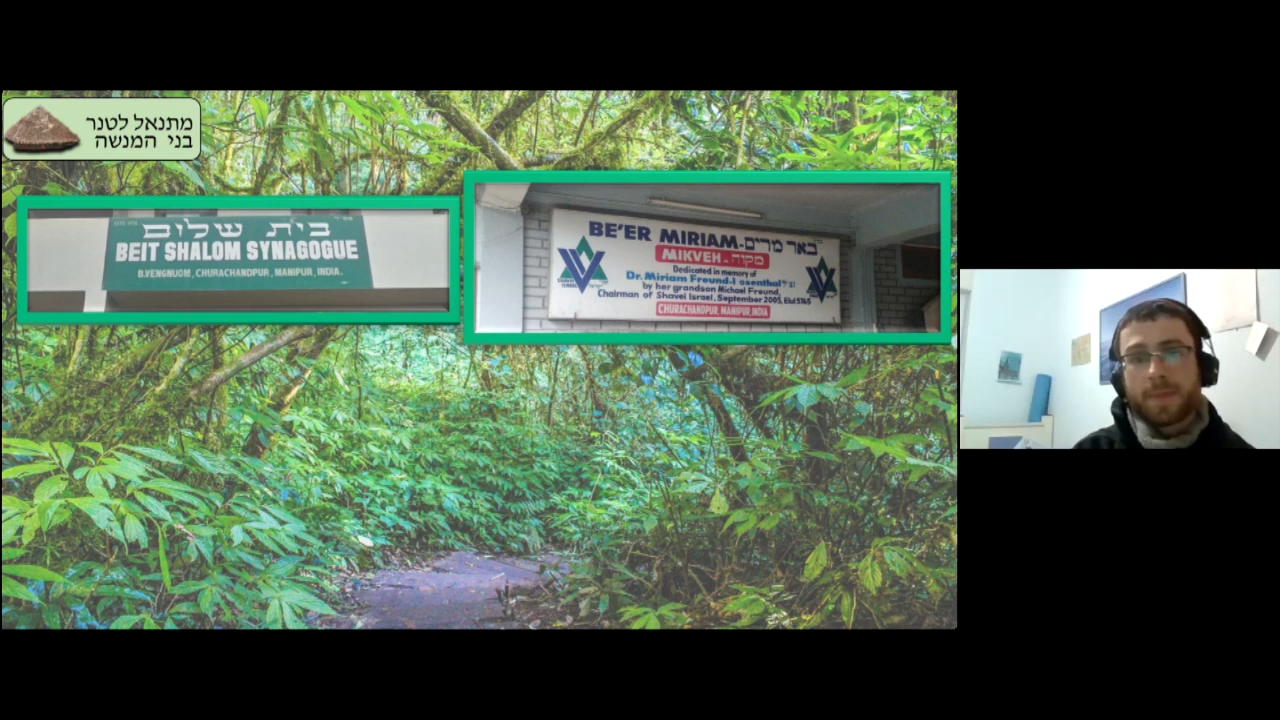 מתנאל לטנר
בני המנשה
בית שלום
BEIT SHALOM SYNAGOGUE
B.VENGNUOM, CHURACHANDPUR, MANIPUR, INDIA.
BE'ER MIRIAM-באר מרים
MIKVEH - מקוה
Dedicated in memory of
Dr. Miriam Freund-
by her grandson Michael Freund,
Chairman of Shavei Israel, September 2005, Elul 5765
CHURACHANDPUR, MANIPUR, INDIA